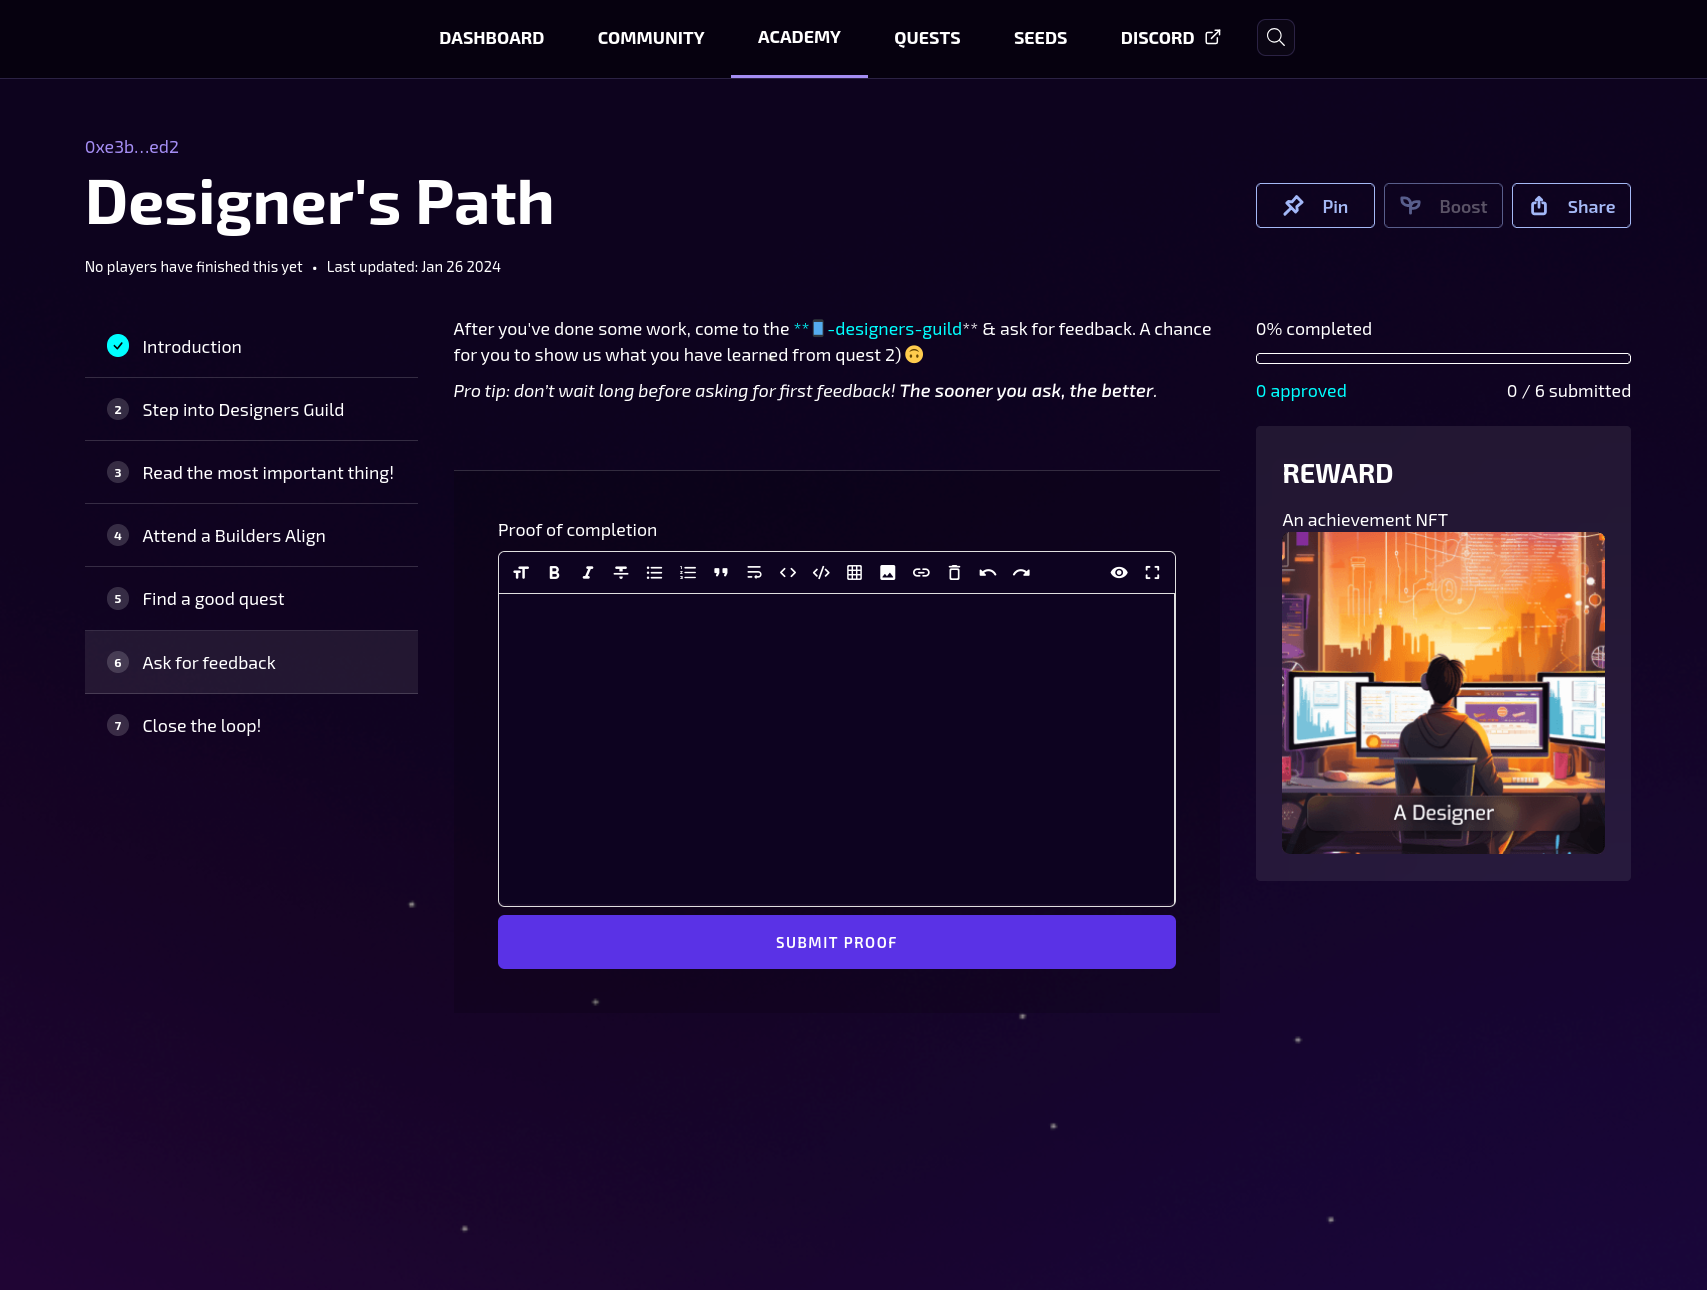 DASHBOARD COMMUNITY ACADEMY QUESTS SEEDS DISCORD
0xe3b...ed2
Designer's Path
Pin Boost Share
No players have finished this yet • Last updated: Jan 26 2024
1 Introduction
2 Step into Designers Guild
3 Read the most important thing!
4 Attend a Builders Align
5 Find a good quest
6 Ask for feedback
7 Close the loop!
After you've done some work, come to the **📱-designers-guild** & ask for feedback. A chance
for you to show us what you have learned from quest 2) 🙃
Pro tip: don't wait long before asking for first feedback! The sooner you ask, the better.
Proof of completion
SUBMIT PROOF
0% completed
0 approved 0 / 6 submitted
REWARD
An achievement NFT
A Designer